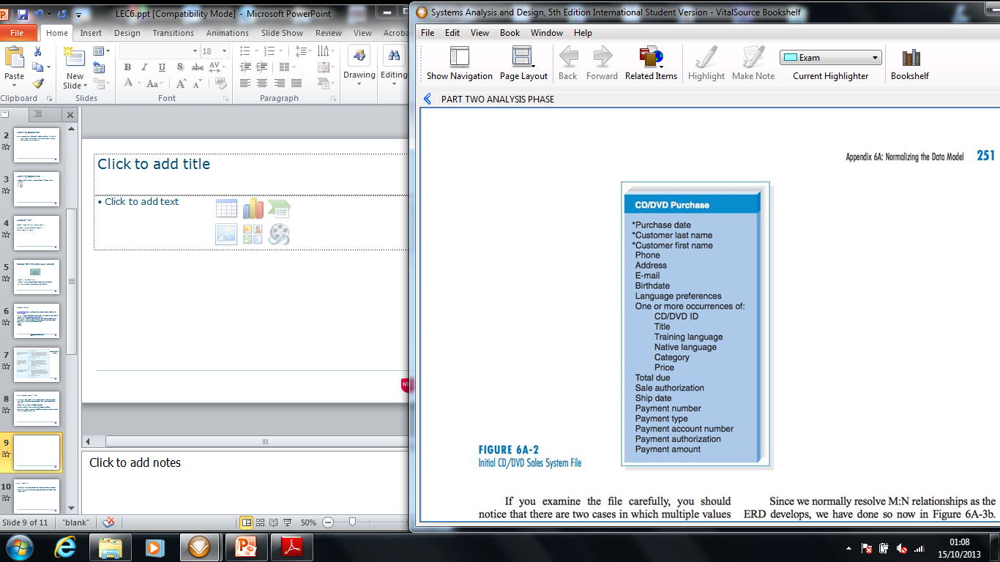 LEC6.ppt [Compatibility Mode] - Microsoft PowerPoint
File Home Insert Design Transitions Animations Slide Show Review View Acroba
Paste
New
Slide
18
B I U S abc AV
A Aa A A
Drawing
Editing
Clipboard
Slides
Font
Paragraph
2
3
4
5
6
7
8
9
10
Click to add title
• Click to add text
Click to add notes
Slide 9 of 11
"blank"
50%
Systems Analysis and Design, 5th Edition International Student Version - VitalSource Bookshelf
File Edit View Book Window Help
Show Navigation
Page Layout
Back
Forward
Related Items
Highlight
Make Note
Exam
Current Highlighter
Bookshelf
PART TWO ANALYSIS PHASE
Appendix 6A: Normalizing the Data Model 251
CD/DVD Purchase
*Purchase date
*Customer last name
*Customer first name
Phone
Address
E-mail
Birthdate
Language preferences
One or more occurrences of:
CD/DVD ID
Title
Training language
Native language
Category
Price
Total due
Sale authorization
Ship date
Payment number
Payment type
Payment account number
Payment authorization
Payment amount
FIGURE 6A-2
Initial CD/DVD Sales System File
If you examine the file carefully, you should
notice that there are two cases in which multiple values
Since we normally resolve M:N relationships as the
ERD develops, we have done so now in Figure 6A-3b.
01:08
15/10/2013